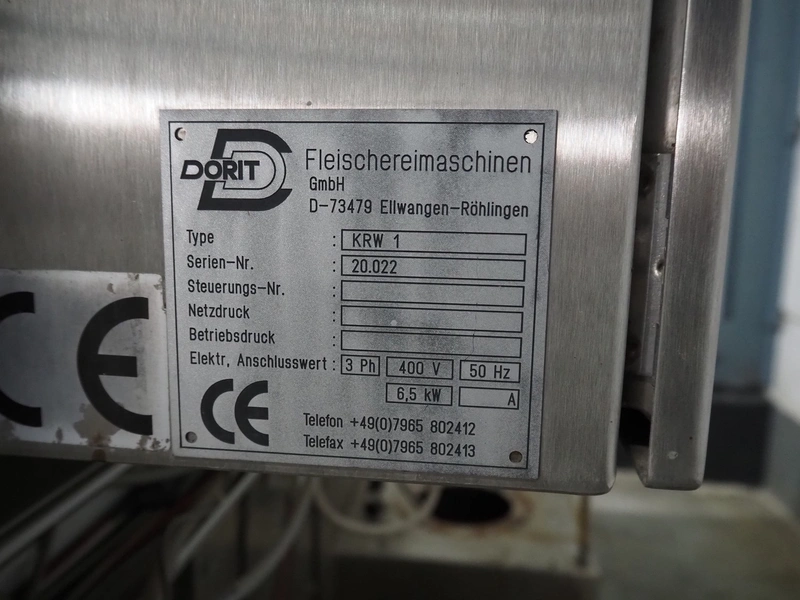 DORIT
Fleischereimaschinen
GmbH
D-73479 Ellwangen-Röhlingen
Type : KRW 1
Serien-Nr. : 20.022
Steuerungs-Nr. :
Netzdruck :
Betriebsdruck :
Elektr, Anschlusswert : 3 Ph 400 V 50 Hz
6,5 kW A
CE
Telefon +49(0)7965 802412
Telefax +49(0)7965 802413
CE